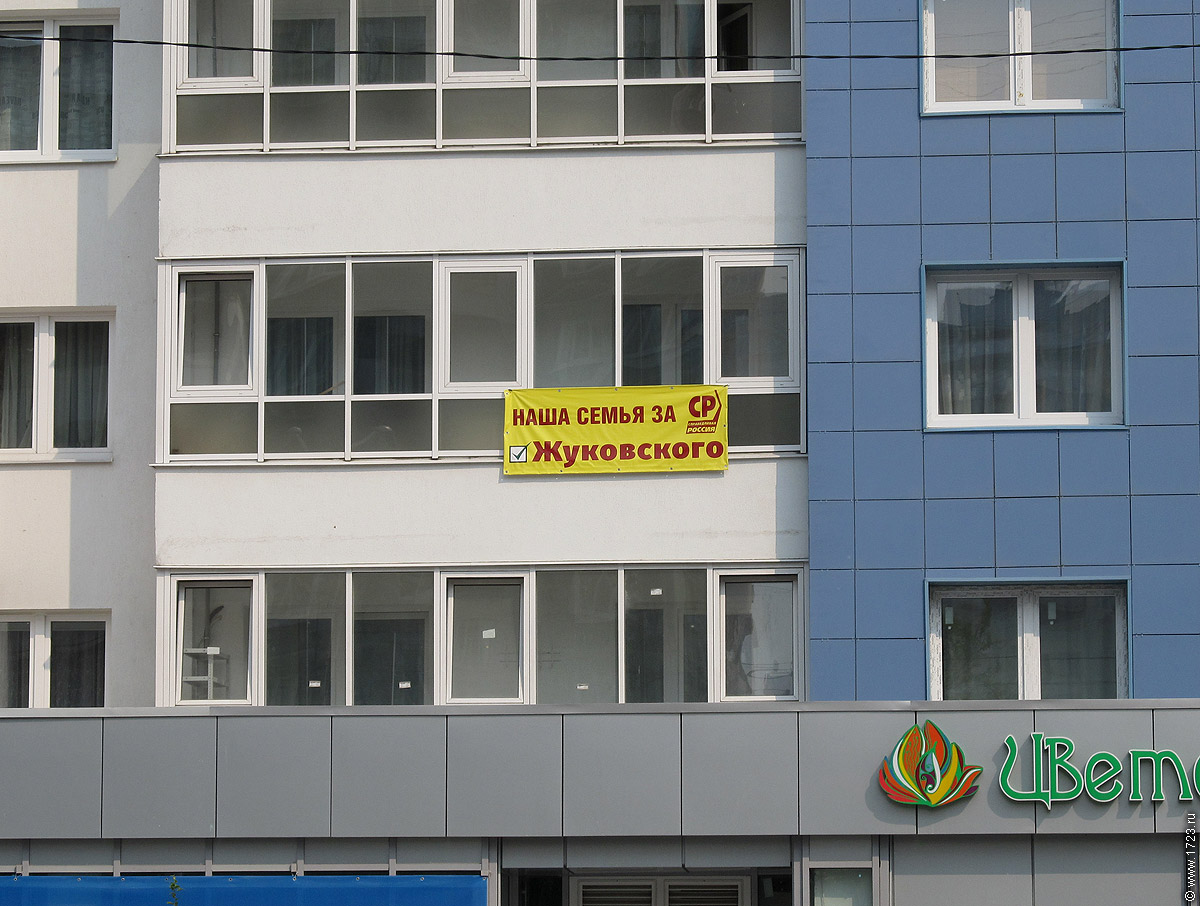 НАША СЕМЬЯ ЗА
СР
СПРАВЕДЛИВАЯ
РОССИЯ
Жуковского
Цвет
© www.1723.ru